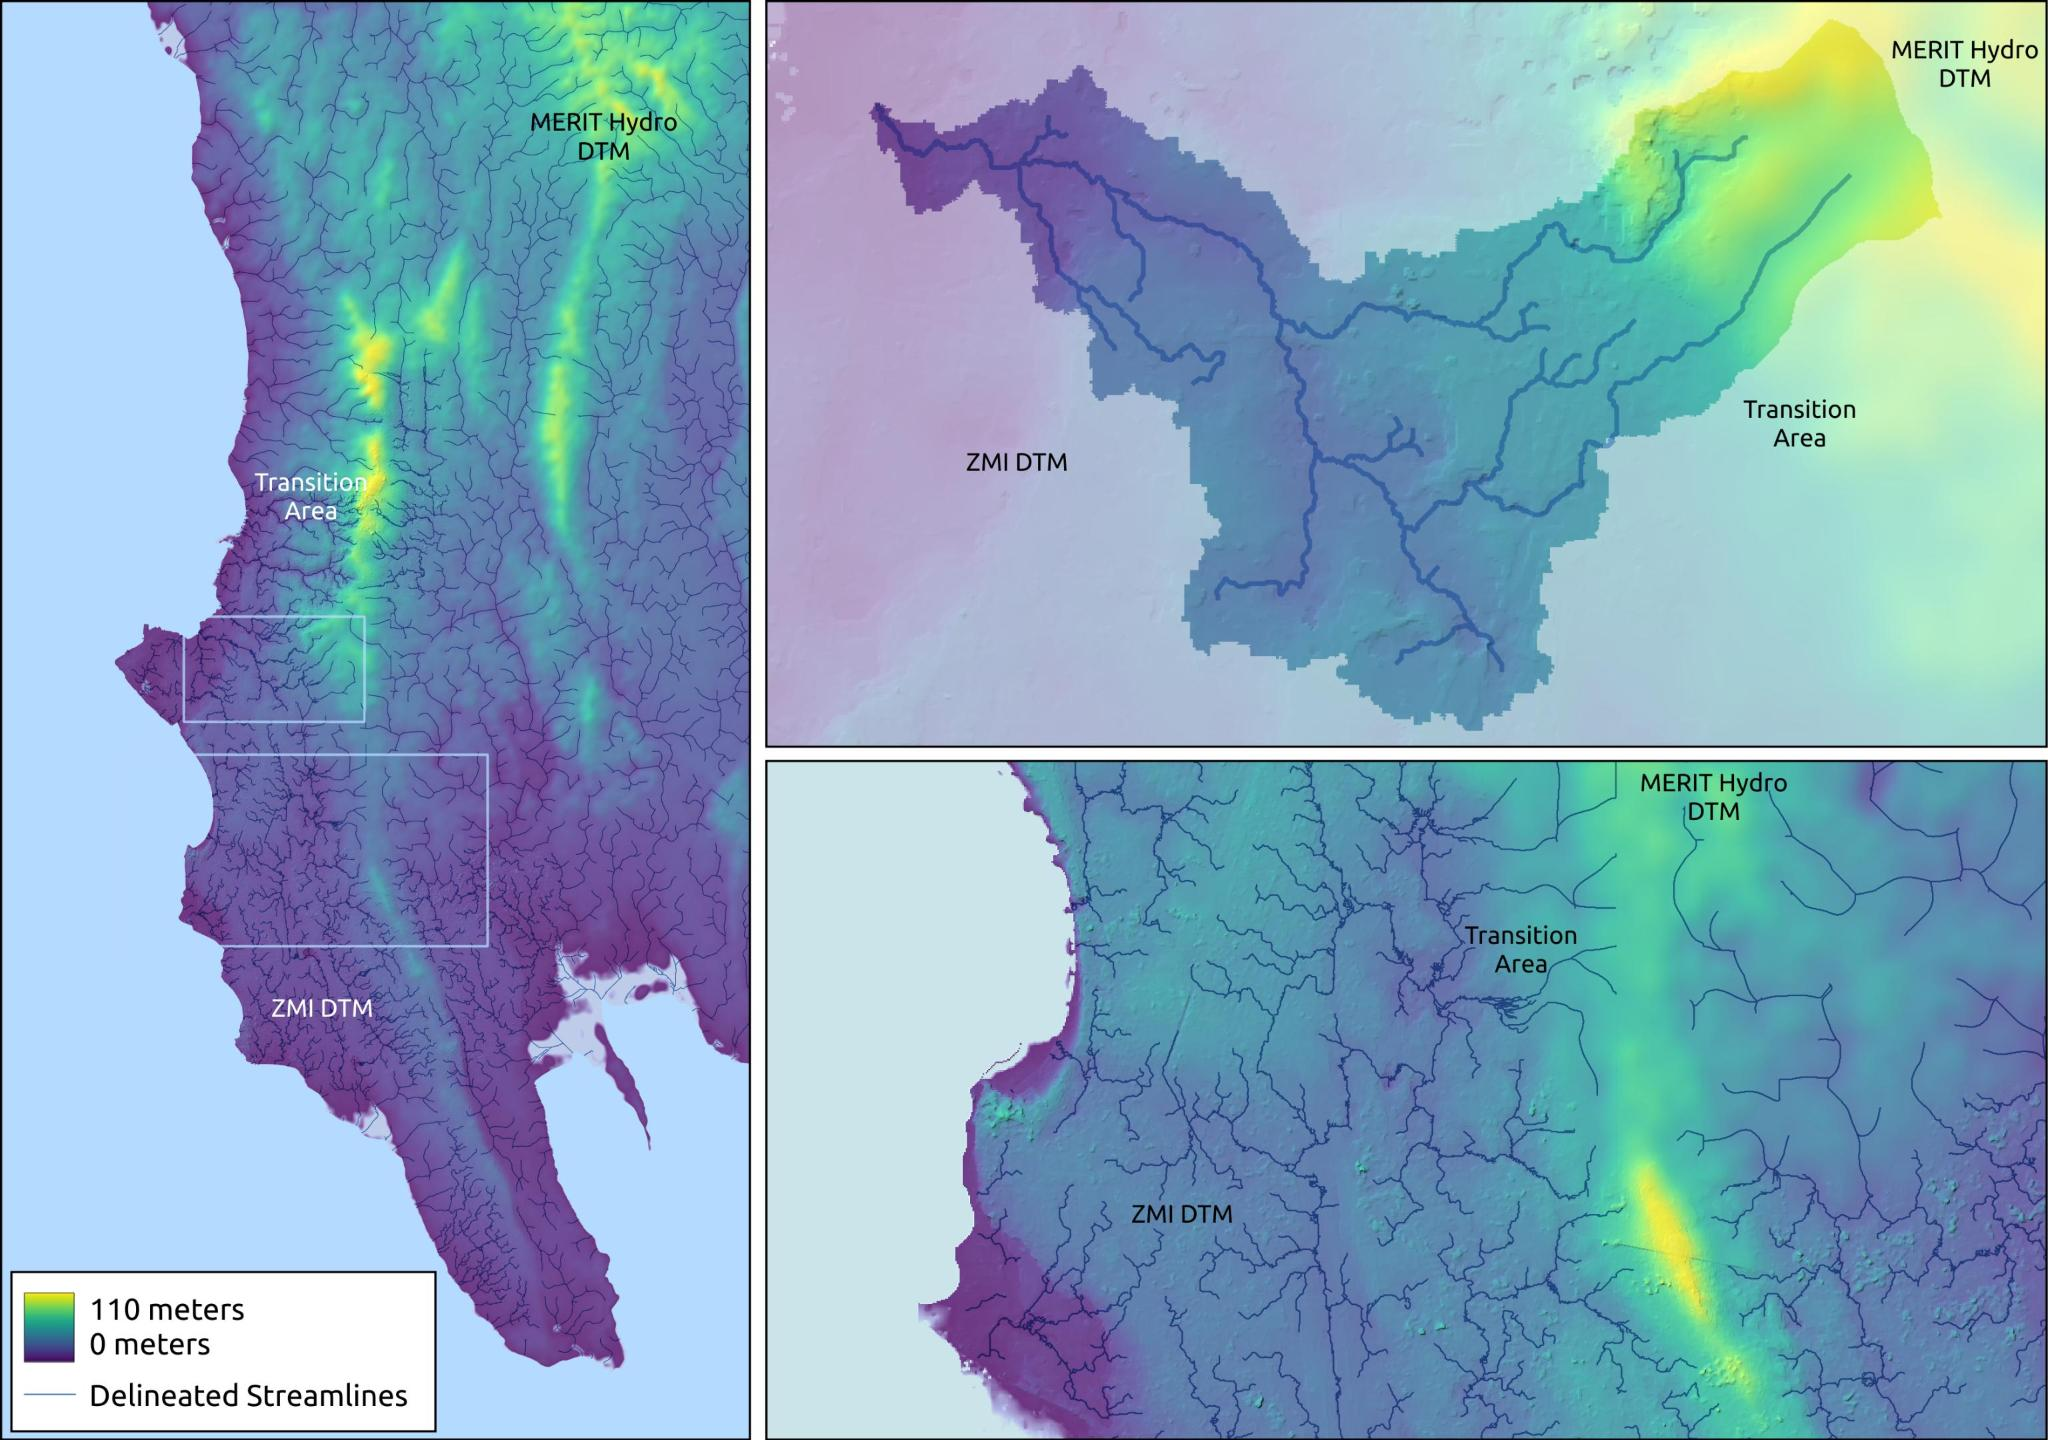 MERIT Hydro
DTM
Transition
Area
ZMI DTM
110 meters
0 meters
Delineated Streamlines
MERIT Hydro
DTM
Transition
Area
ZMI DTM
MERIT Hydro
DTM
Transition
Area
ZMI DTM